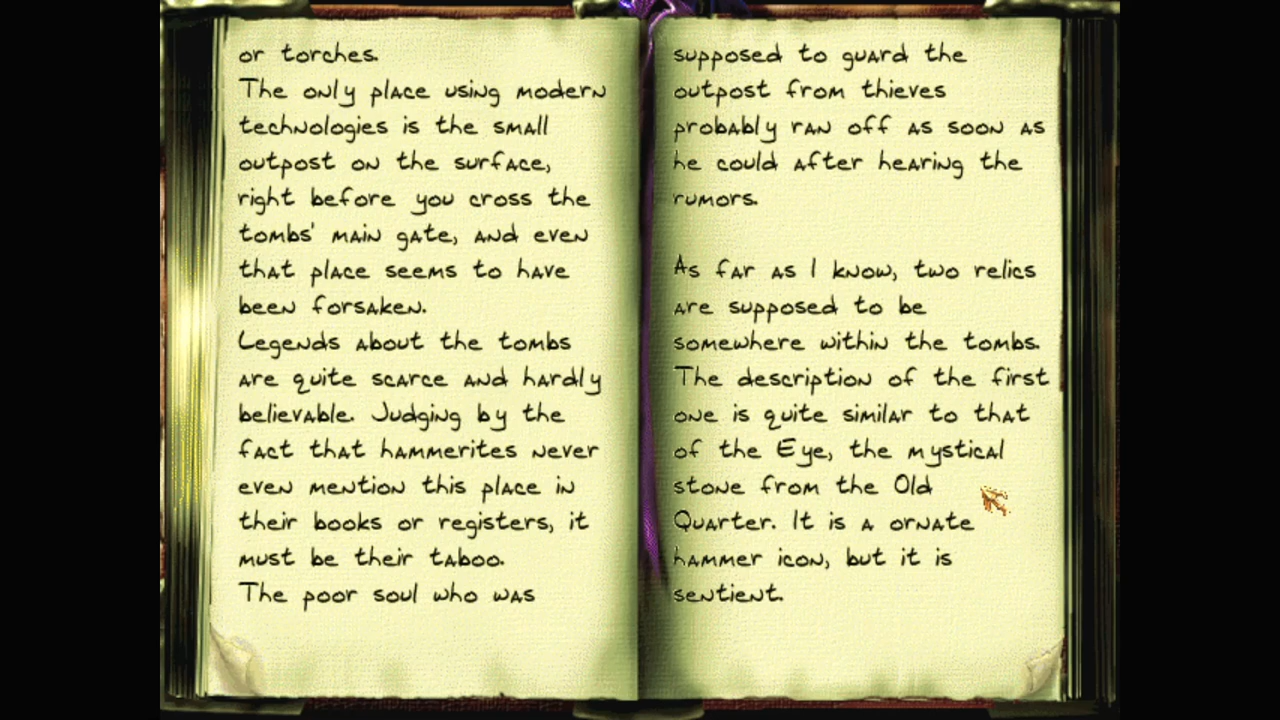 or torches.
The only place using modern
technologies is the small
outpost on the surface,
right before you cross the
tombs' main gate, and even
that place seems to have
been forsaken.
Legends about the tombs
are quite scarce and hardly
believable. Judging by the
fact that hammerites never
even mention this place in
their books or registers, it
must be their taboo.
The poor soul who was
supposed to guard the
outpost from thieves
probably ran off as soon as
he could after hearing the
rumors.
As far as I know, two relics
are supposed to be
somewhere within the tombs.
The description of the first
one is quite similar to that
of the Eye, the mystical
stone from the Old
Quarter. It is a ornate
hammer icon, but it is
sentient.